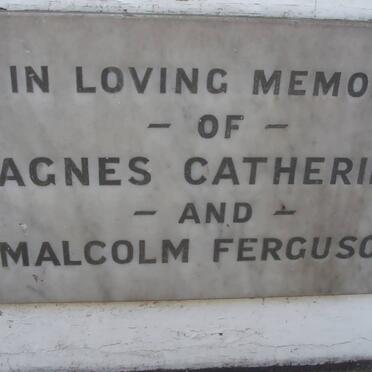 IN LOVING MEMO
— OF —
AGNES CATHERI
— AND —
MALCOLM FERGUSO